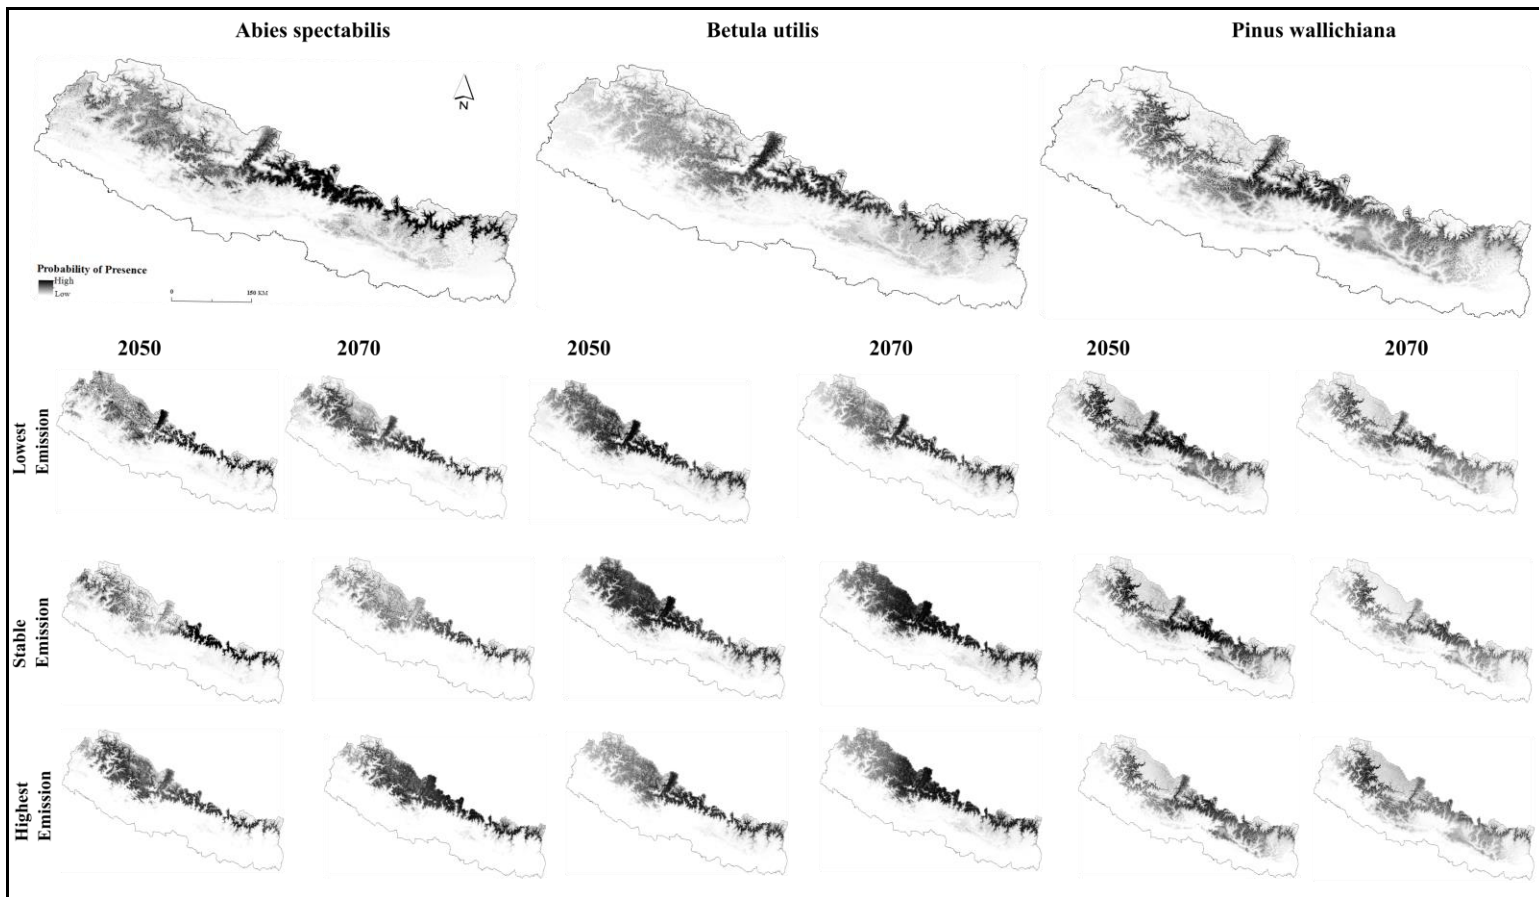 Abies spectabilis
Betula utilis
Pinus wallichiana
N
Probability of Presence
High
Low
0
150 KM
2050
2070
2050
2070
2050
2070
Lowest
Emission
Stable
Emission
Highest
Emission